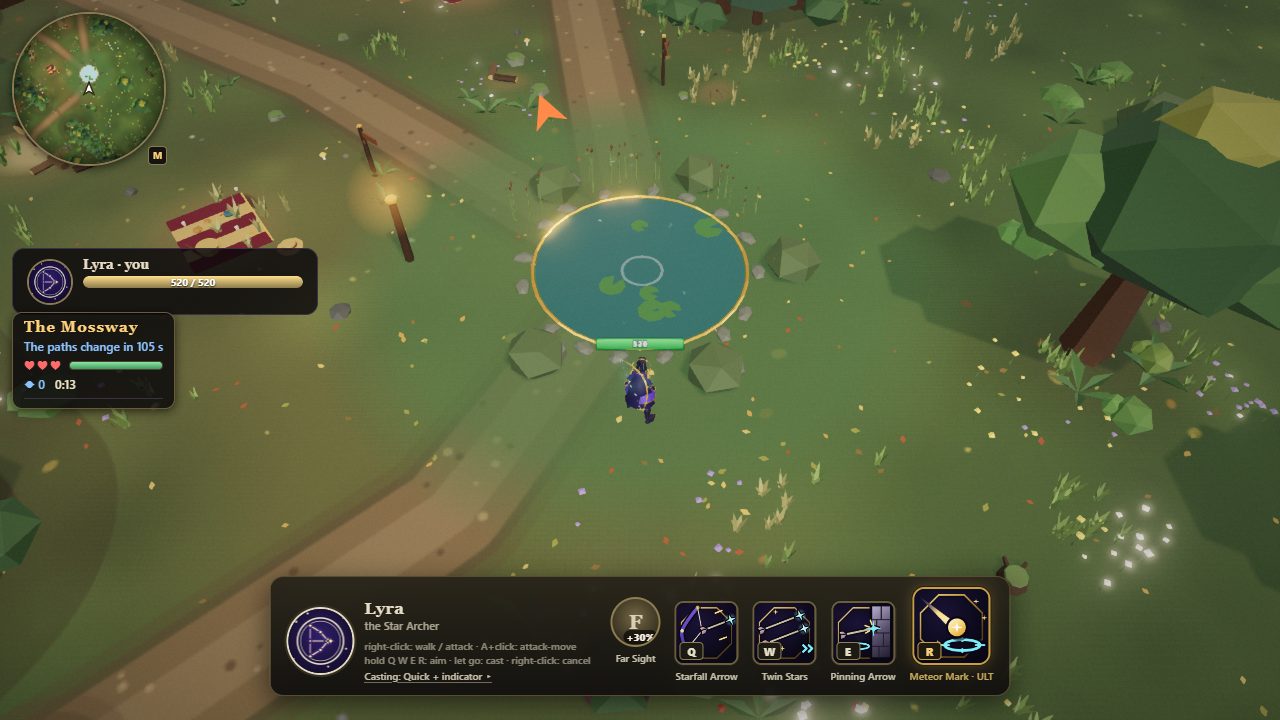 M
Lyra · you
520 / 520
The Mossway
The paths change in 105 s
0 0:13
520
Lyra
the Star Archer
right-click: walk / attack · A+click: attack-move
hold Q W E R: aim · let go: cast · right-click: cancel
Casting: Quick + indicator ▸
F
+30%
Far Sight
Q
Starfall Arrow
W
Twin Stars
E
Pinning Arrow
R
Meteor Mark · ULT